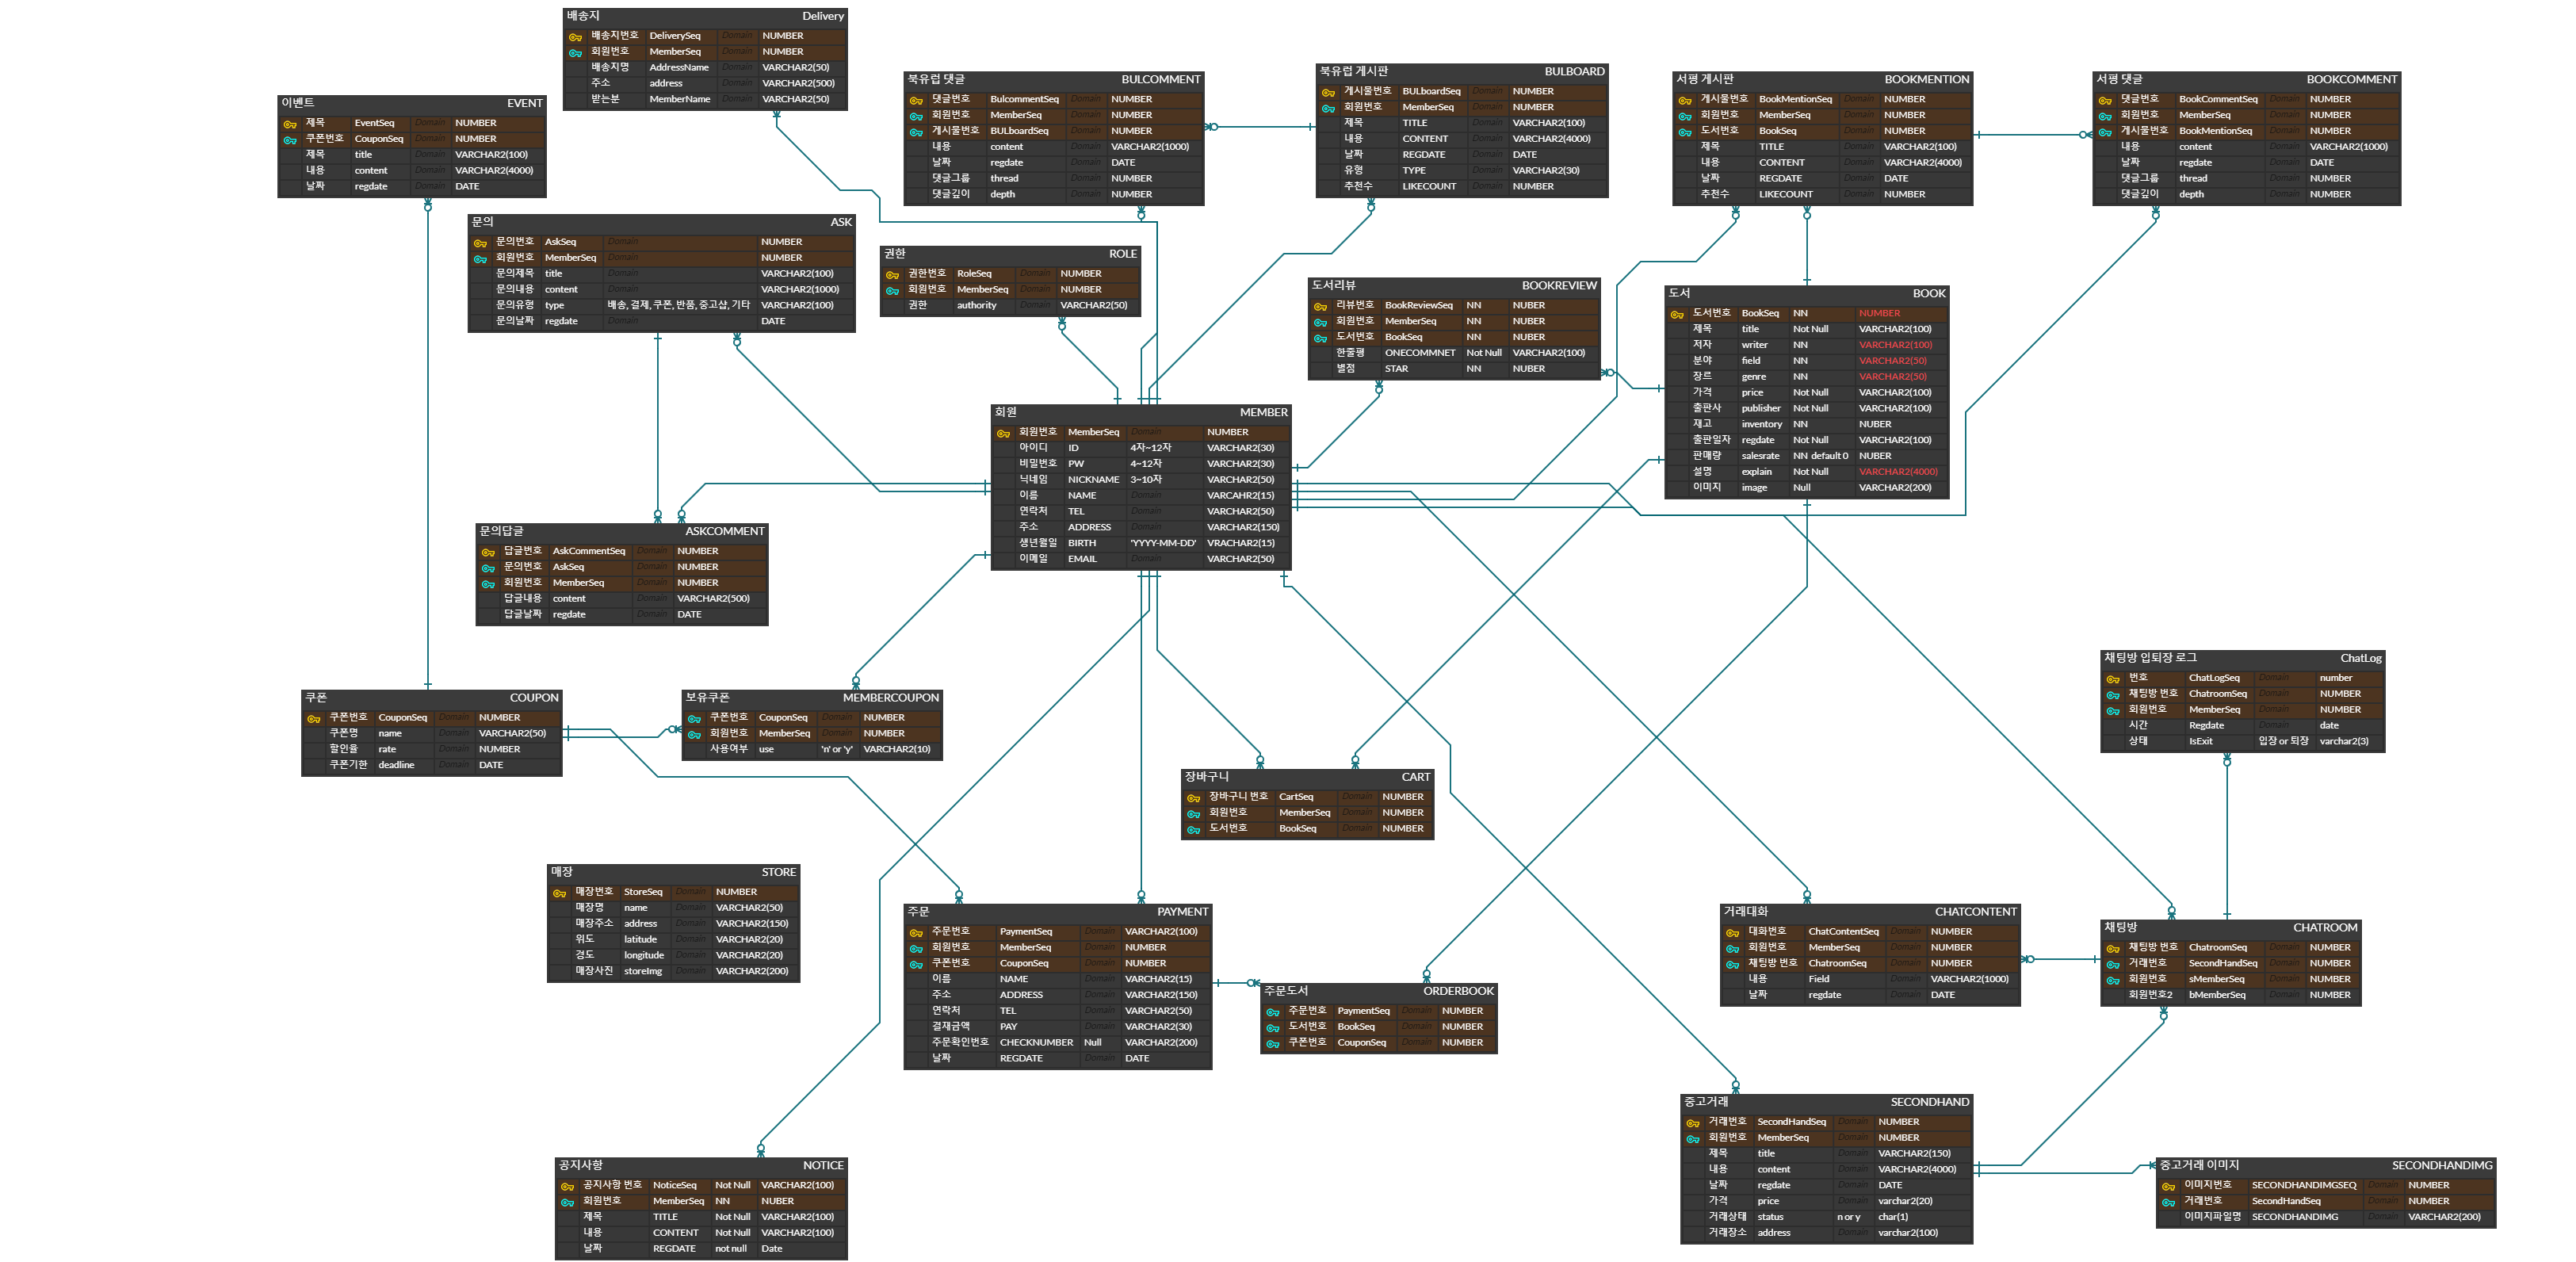 배송지 Delivery
배송지번호 DeliverySeq Domain NUMBER
회원번호 MemberSeq Domain NUMBER
배송지명 AddressName Domain VARCHAR2(50)
주소 address Domain VARCHAR2(500)
받는분 MemberName Domain VARCHAR2(50)
이벤트 EVENT
제목 EventSeq Domain NUMBER
쿠폰번호 CouponSeq Domain NUMBER
제목 title Domain VARCHAR2(100)
내용 content Domain VARCHAR2(4000)
날짜 regdate Domain DATE
북유럽 댓글 BULCOMMENT
댓글번호 BulcommentSeq Domain NUMBER
회원번호 MemberSeq Domain NUMBER
게시물번호 BULboardSeq Domain NUMBER
내용 content Domain VARCHAR2(1000)
날짜 regdate Domain DATE
댓글그룹 thread Domain NUMBER
댓글깊이 depth Domain NUMBER
북유럽 게시판 BULBOARD
게시물번호 BULboardSeq Domain NUMBER
회원번호 MemberSeq Domain NUMBER
제목 TITLE Domain VARCHAR2(100)
내용 CONTENT Domain VARCHAR2(4000)
날짜 REGDATE Domain DATE
유형 TYPE Domain VARCHAR2(30)
추천수 LIKECOUNT Domain NUMBER
서평 게시판 BOOKMENTION
게시물번호 BookMentionSeq Domain NUMBER
회원번호 MemberSeq Domain NUMBER
도서번호 BookSeq Domain NUMBER
제목 TITLE Domain VARCHAR2(100)
내용 CONTENT Domain VARCHAR2(4000)
날짜 REGDATE Domain DATE
추천수 LIKECOUNT Domain NUMBER
서평 댓글 BOOKCOMMENT
댓글번호 BookCommentSeq Domain NUMBER
회원번호 MemberSeq Domain NUMBER
게시물번호 BookMentionSeq Domain NUMBER
내용 content Domain VARCHAR2(1000)
날짜 regdate Domain DATE
댓글그룹 thread Domain NUMBER
댓글깊이 depth Domain NUMBER
문의 ASK
문의번호 AskSeq Domain NUMBER
회원번호 MemberSeq Domain NUMBER
문의제목 title Domain VARCHAR2(100)
문의내용 content Domain VARCHAR2(1000)
문의유형 type 배송, 결제, 쿠폰, 반품, 중고샵, 기타 VARCHAR2(100)
문의날짜 regdate Domain DATE
권한 ROLE
권한번호 RoleSeq Domain NUMBER
회원번호 MemberSeq Domain NUMBER
권한 authority Domain VARCHAR2(50)
도서리뷰 BOOKREVIEW
리뷰번호 BookReviewSeq NN NUBER
회원번호 MemberSeq NN NUBER
도서번호 BookSeq NN NUBER
한줄평 ONECOMMNET Not Null VARCHAR2(100)
별점 STAR NN NUBER
도서 BOOK
도서번호 BookSeq NN NUMBER
제목 title Not Null VARCHAR2(100)
저자 writer NN VARCHAR2(100)
분야 field NN VARCHAR2(50)
장르 genre NN VARCHAR2(50)
가격 price Not Null VARCHAR2(100)
출판사 publisher Not Null VARCHAR2(100)
재고 inventory NN NUBER
출판일자 regdate Not Null VARCHAR2(100)
판매량 salesrate NN default 0 NUBER
설명 explain Not Null VARCHAR2(4000)
이미지 image Null VARCHAR2(200)
회원 MEMBER
회원번호 MemberSeq Domain NUMBER
아이디 ID 4자~12자 VARCHAR2(30)
비밀번호 PW 4~12자 VARCHAR2(30)
닉네임 NICKNAME 3~10자 VARCHAR2(50)
이름 NAME Domain VARCAHR2(15)
연락처 TEL Domain VARCHAR2(50)
주소 ADDRESS Domain VARCHAR2(150)
생년월일 BIRTH 'YYYY-MM-DD' VRACHAR2(15)
이메일 EMAIL Domain VARCHAR2(50)
문의답글 ASKCOMMENT
답글번호 AskCommentSeq Domain NUMBER
문의번호 AskSeq Domain NUMBER
회원번호 MemberSeq Domain NUMBER
답글내용 content Domain VARCHAR2(500)
답글날짜 regdate Domain DATE
쿠폰 COUPON
쿠폰번호 CouponSeq Domain NUMBER
쿠폰명 name Domain VARCHAR2(50)
할인율 rate Domain NUMBER
쿠폰기한 deadline Domain DATE
보유쿠폰 MEMBERCOUPON
쿠폰번호 CouponSeq Domain NUMBER
회원번호 MemberSeq Domain NUMBER
사용여부 use 'n' or 'y' VARCHAR2(10)
채팅방 입퇴장 로그 ChatLog
번호 ChatLogSeq Domain number
채팅방 번호 ChatroomSeq Domain NUMBER
회원번호 MemberSeq Domain NUMBER
시간 Regdate Domain date
상태 IsExit 입장 or 퇴장 varchar2(3)
장바구니 CART
장바구니 번호 CartSeq Domain NUMBER
회원번호 MemberSeq Domain NUMBER
도서번호 BookSeq Domain NUMBER
매장 STORE
매장번호 StoreSeq Domain NUMBER
매장명 name Domain VARCHAR2(50)
매장주소 address Domain VARCHAR2(150)
위도 latitude Domain VARCHAR2(20)
경도 longitude Domain VARCHAR2(20)
매장사진 storeImg Domain VARCHAR2(200)
주문 PAYMENT
주문번호 PaymentSeq Domain VARCHAR2(100)
회원번호 MemberSeq Domain NUMBER
쿠폰번호 CouponSeq Domain NUMBER
이름 NAME Domain VARCHAR2(15)
주소 ADDRESS Domain VARCHAR2(150)
연락처 TEL Domain VARCHAR2(50)
결재금액 PAY Domain VARCHAR2(30)
주문확인번호 CHECKNUMBER Null VARCHAR2(200)
날짜 REGDATE Domain DATE
주문도서 ORDERBOOK
주문번호 PaymentSeq Domain NUMBER
도서번호 BookSeq Domain NUMBER
쿠폰번호 CouponSeq Domain NUMBER
거래대화 CHATCONTENT
대화번호 ChatContentSeq Domain NUMBER
회원번호 MemberSeq Domain NUMBER
채팅방 번호 ChatroomSeq Domain NUMBER
내용 Field Domain VARCHAR2(1000)
날짜 regdate Domain DATE
채팅방 CHATROOM
채팅방 번호 ChatroomSeq Domain NUMBER
거래번호 SecondHandSeq Domain NUMBER
회원번호 sMemberSeq Domain NUMBER
회원번호2 bMemberSeq Domain NUMBER
중고거래 SECONDHAND
거래번호 SecondHandSeq Domain NUMBER
회원번호 MemberSeq Domain NUMBER
제목 title Domain VARCHAR2(150)
내용 content Domain VARCHAR2(4000)
날짜 regdate Domain DATE
가격 price Domain varchar2(20)
거래상태 status n or y char(1)
거래장소 address Domain varchar2(100)
공지사항 NOTICE
공지사항 번호 NoticeSeq Not Null VARCHAR2(100)
회원번호 MemberSeq NN NUBER
제목 TITLE Not Null VARCHAR2(100)
내용 CONTENT Not Null VARCHAR2(100)
날짜 REGDATE not null Date
중고거래 이미지 SECONDHANDIMG
이미지번호 SECONDHANDIMGSEQ Domain NUMBER
거래번호 SecondHandSeq Domain NUMBER
이미지파일명 SECONDHANDIMG Domain VARCHAR2(200)